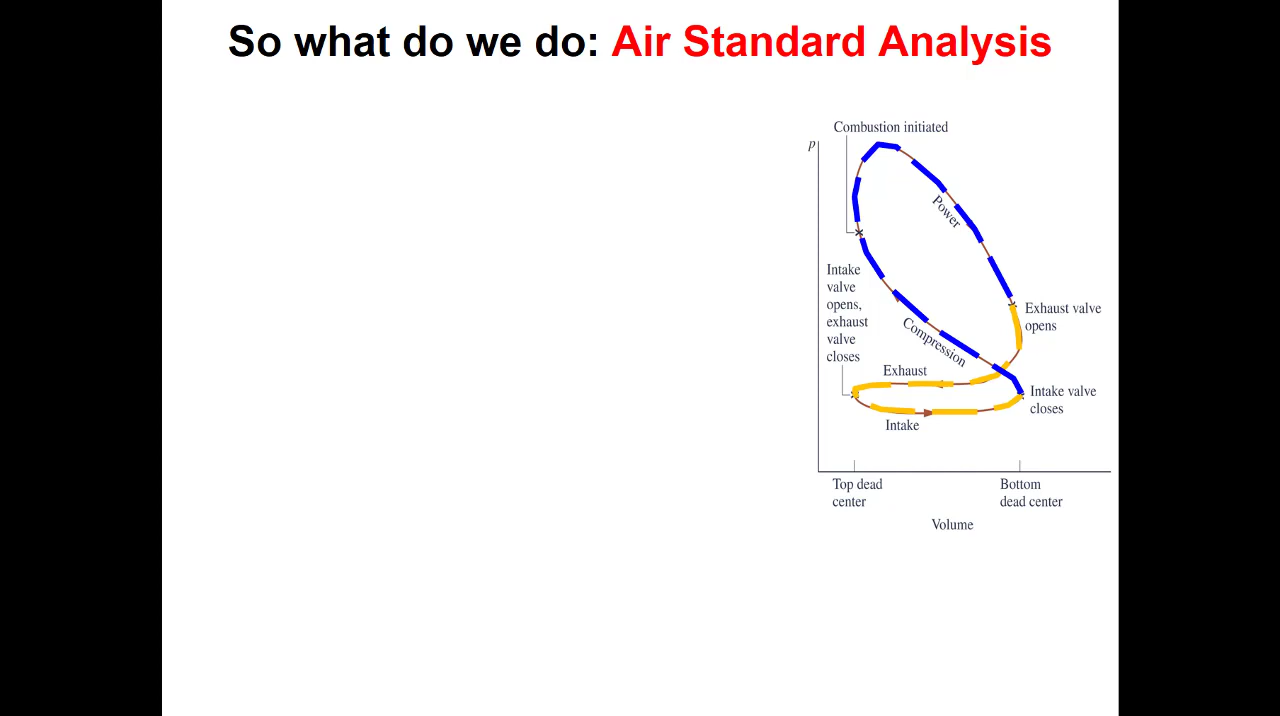 So what do we do: Air Standard Analysis
Combustion initiated
p
Power
Intake
valve
opens,
exhaust
valve
closes
Exhaust valve
opens
Compression
Exhaust
Intake valve
closes
Intake
Top dead
center
Bottom
dead center
Volume